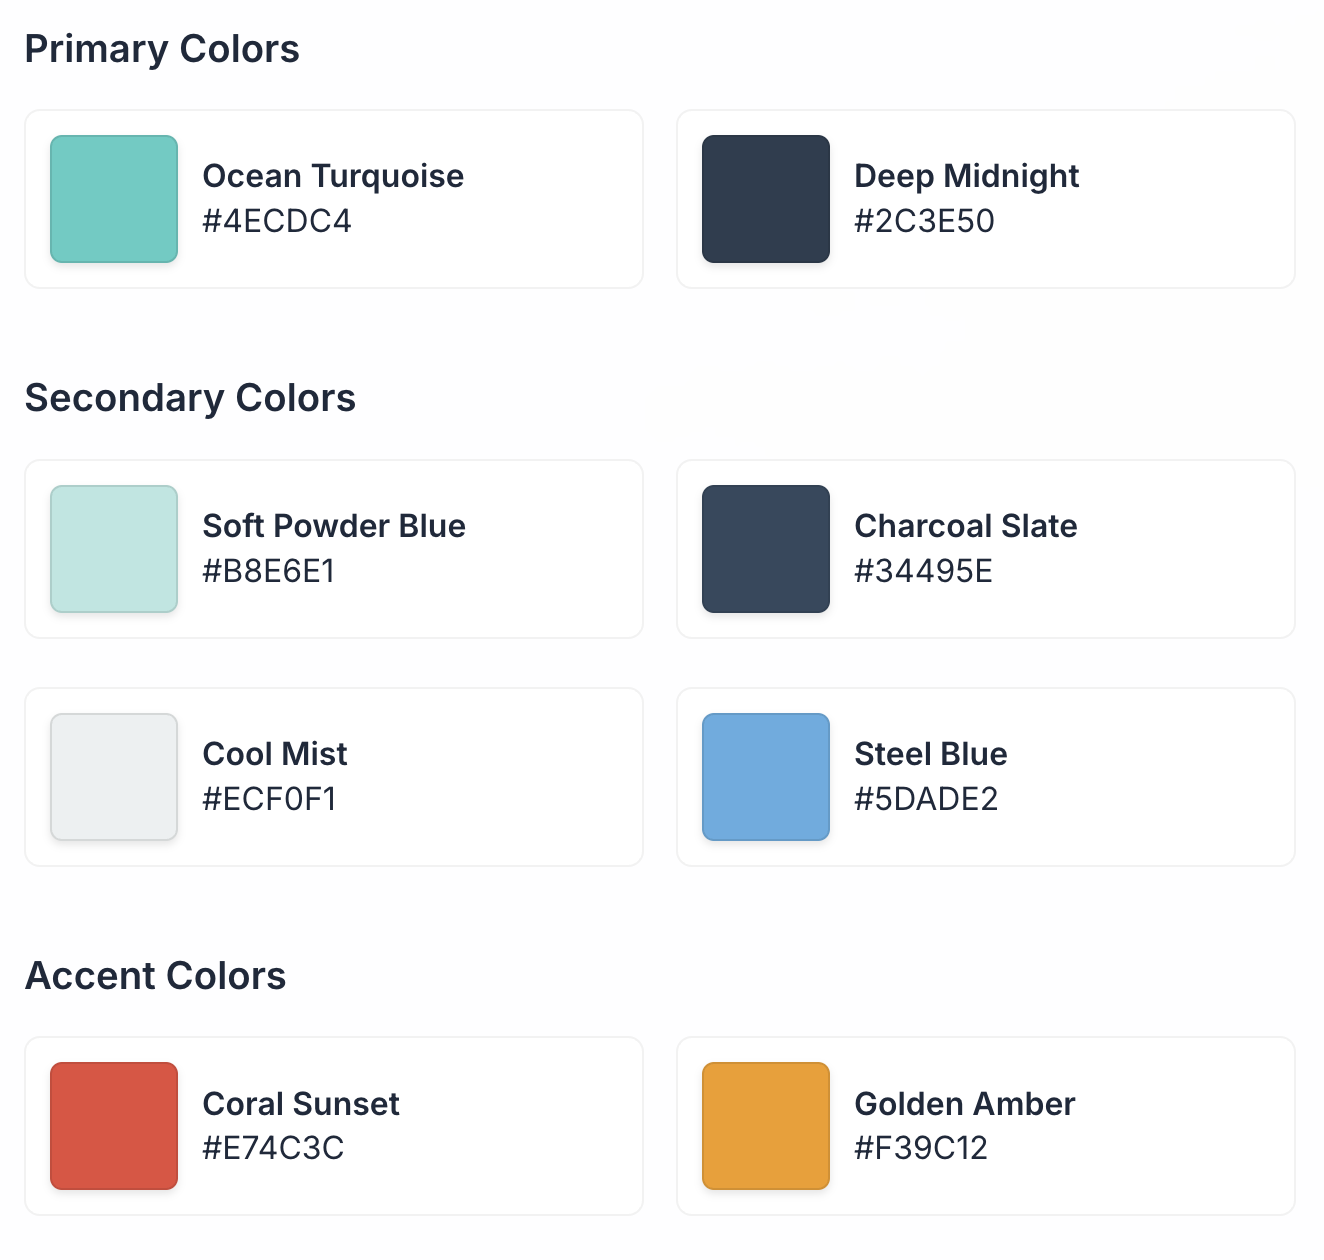 Primary Colors
Ocean Turquoise
#4ECDC4
Deep Midnight
#2C3E50
Secondary Colors
Soft Powder Blue
#B8E6E1
Charcoal Slate
#34495E
Cool Mist
#ECF0F1
Steel Blue
#5DADE2
Accent Colors
Coral Sunset
#E74C3C
Golden Amber
#F39C12